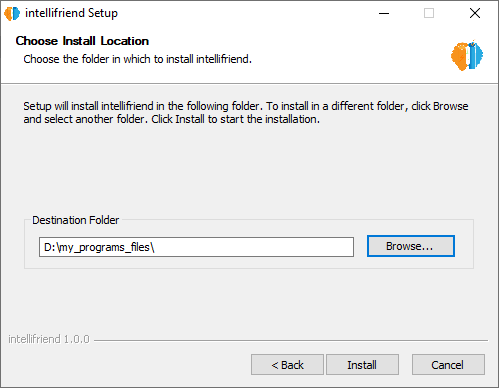 intellifriend Setup
Choose Install Location
Choose the folder in which to install intellifriend.
Setup will install intellifriend in the following folder. To install in a different folder, click Browse
and select another folder. Click Install to start the installation.
Destination Folder
D:\my_programs_files\
Browse...
intellifriend 1.0.0
< Back
Install
Cancel